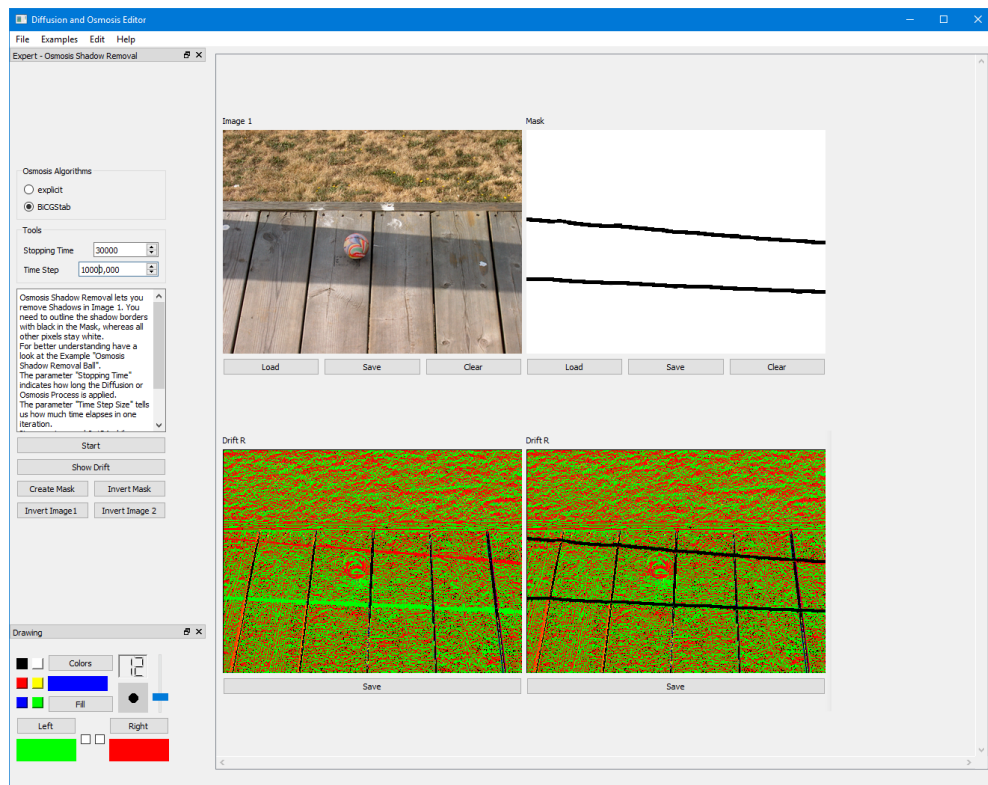 Diffusion and Osmosis Editor
File Examples Edit Help
Expert - Osmosis Shadow Removal
Osmosis Algorithms
explicit
BiCGStab
Tools
Stopping Time 30000
Time Step 10000,000
Osmosis Shadow Removal lets you
remove Shadows in Image 1. You
need to outline the shadow borders
with black in the Mask, whereas all
other pixels stay white.
For better understanding have a
look at the Example "Osmosis
Shadow Removal Ball".
The parameter "Stopping Time"
indicates how long the Diffusion or
Osmosis Process is applied.
The parameter "Time Step Size" tells
us how much time elapses in one
iteration.
Start
Show Drift
Create Mask Invert Mask
Invert Image1 Invert Image 2
Drawing
Colors
12
Fill
Left Right
Image 1 Mask
Load Save Clear Load Save Clear
Drift R Drift R
Save Save